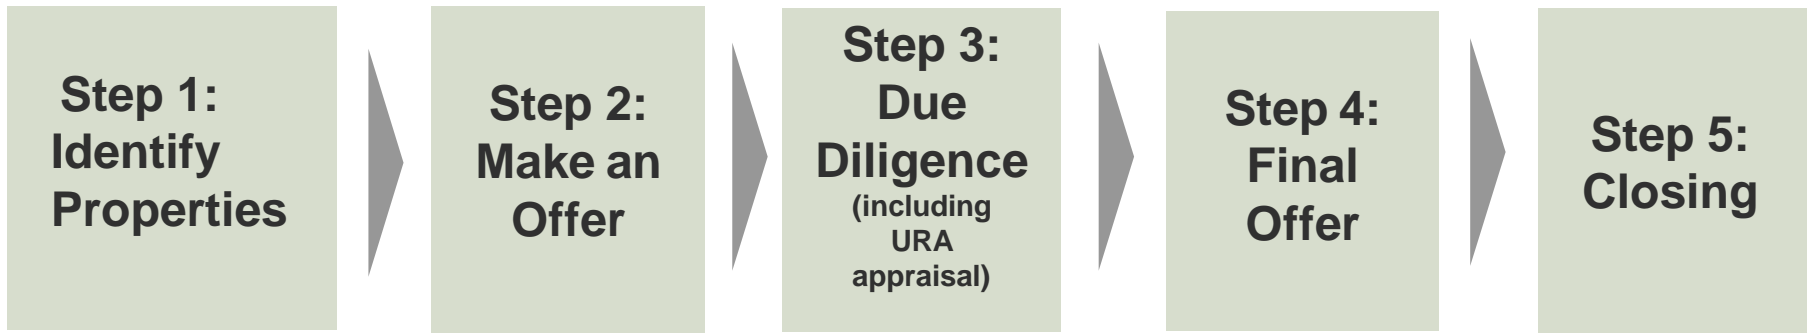 Step 1:
Identify
Properties
Step 2:
Make an
Offer
Step 3:
Due
Diligence
(including
URA
appraisal)
Step 4:
Final
Offer
Step 5:
Closing